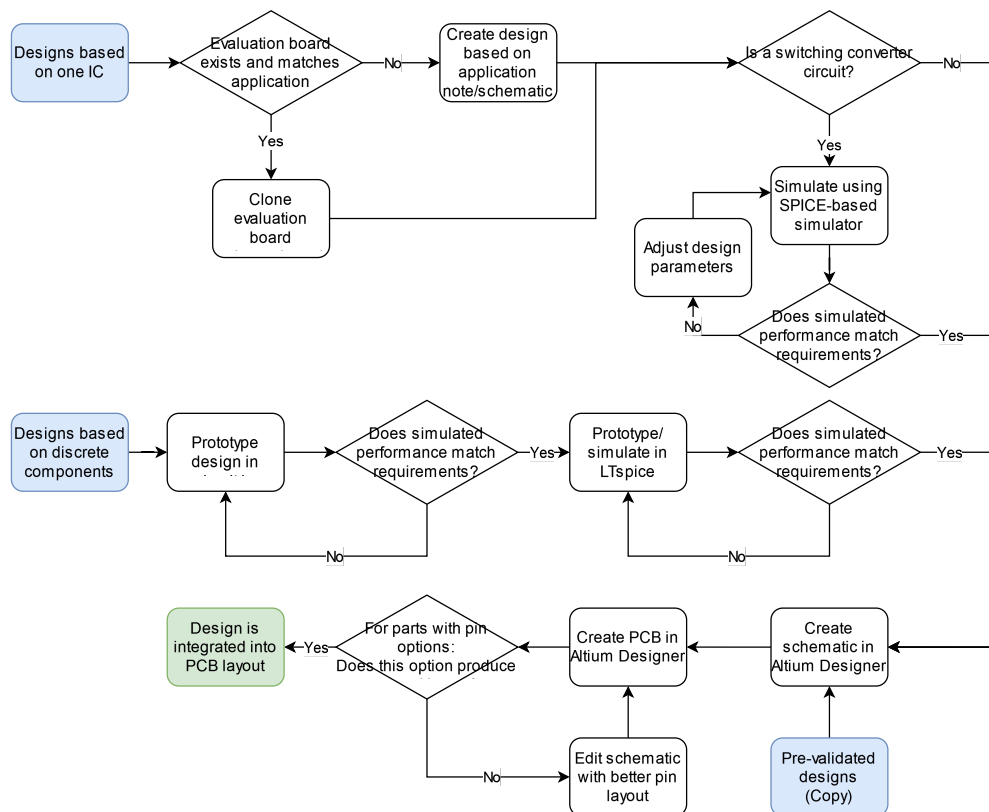 Designs based
on one IC
Evaluation board
exists and matches
application
No
Create design
based on
application
note/schematic
Is a switching converter
circuit?
No
Yes
Yes
Clone
evaluation
board
Simulate using
SPICE-based
simulator
Adjust design
parameters
No
Does simulated
performance match
requirements?
Yes
Designs based
on discrete
components
Prototype
design in
Does simulated
performance match
requirements?
Yes
Prototype/
simulate in
LTspice
Does simulated
performance match
requirements?
Yes
No
No
Design is
integrated into
PCB layout
Yes
For parts with pin
options:
Does this option produce
Create PCB in
Altium Designer
Create
schematic in
Altium Designer
No
Edit schematic
with better pin
layout
Pre-validated
designs
(Copy)